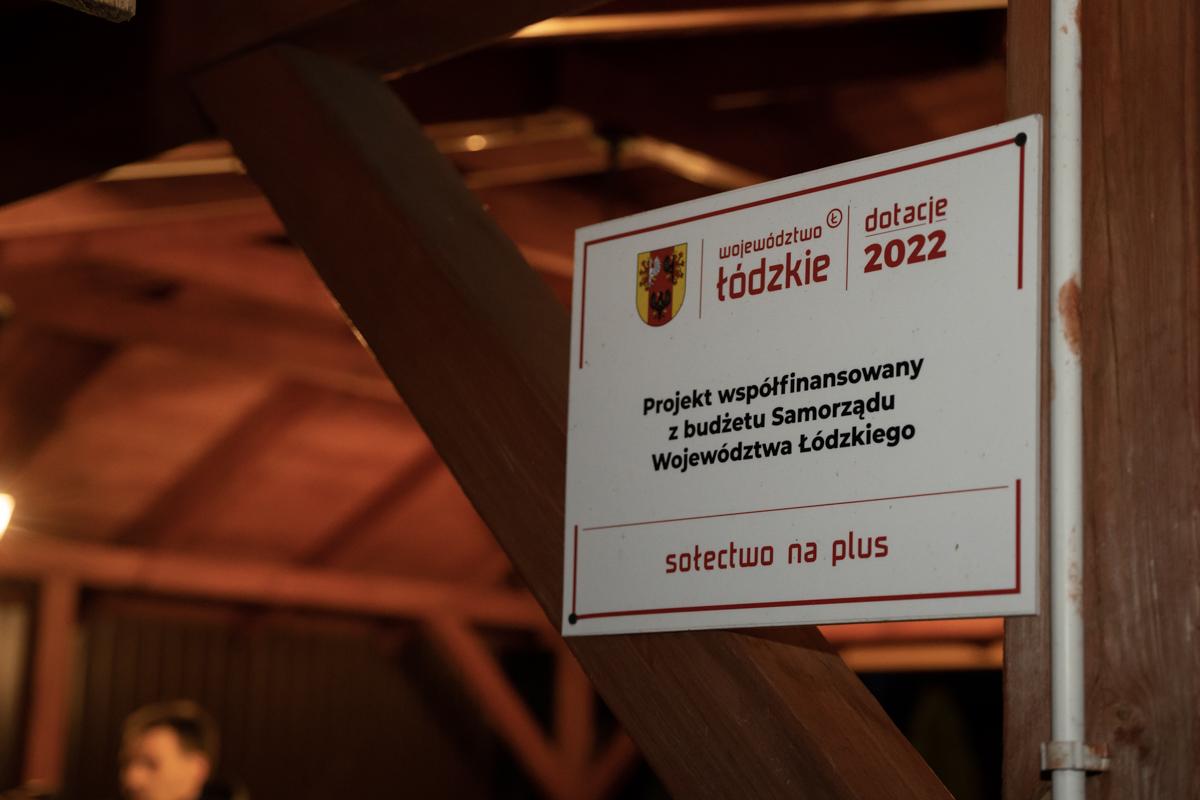 województwo Ł
łódzkie
dotacje
2022
Projekt współfinansowany
z budżetu Samorządu
Województwa Łódzkiego
sołectwo na plus